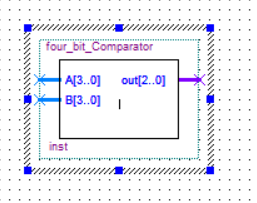 four_bit_Comparator
A[3..0] out[2..0]
B[3..0]
inst